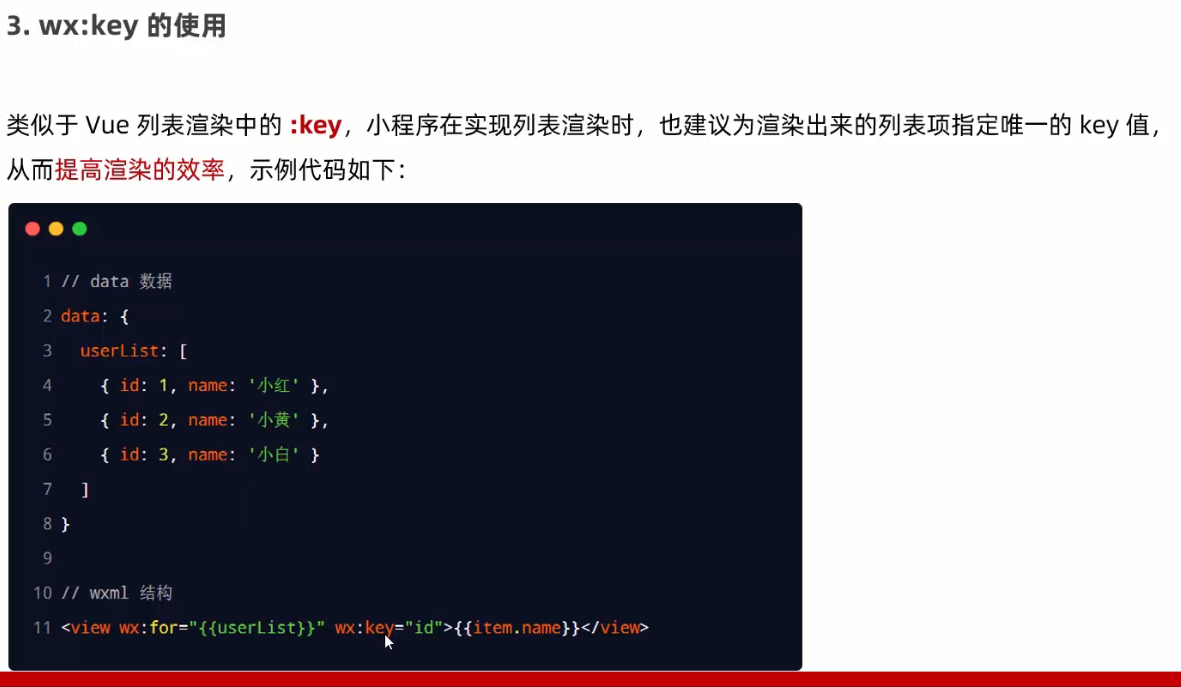 3. wx:key 的使用
类似于 Vue 列表渲染中的 :key，小程序在实现列表渲染时，也建议为渲染出来的列表项指定唯一的 key 值，
从而提高渲染的效率，示例代码如下：
1 // data 数据
2 data: {
3   userList: [
4     { id: 1, name: '小红' },
5     { id: 2, name: '小黄' },
6     { id: 3, name: '小白' }
7   ]
8 }
9
10 // wxml 结构
11 <view wx:for="{{userList}}" wx:key="id">{{item.name}}</view>